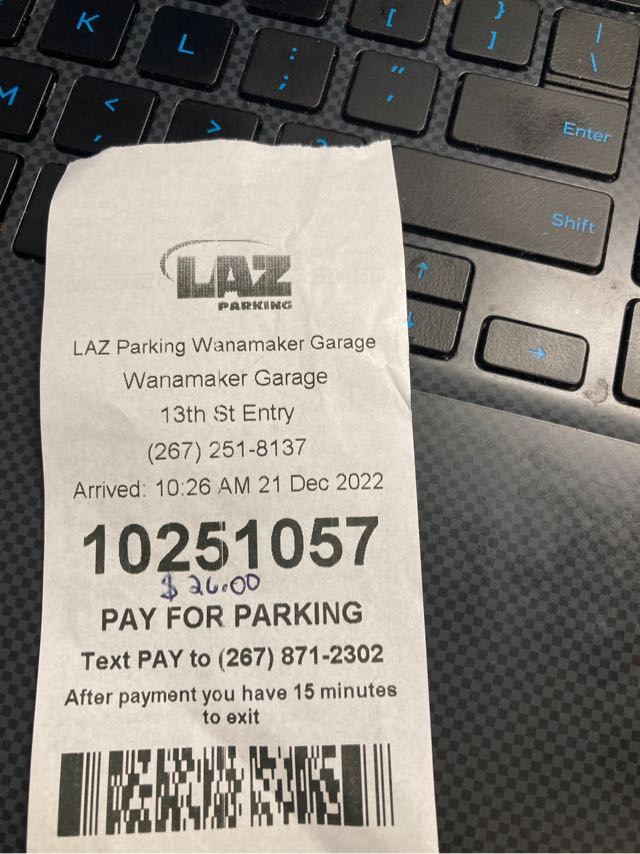 K
L
:
;
"
'
{
[
}
]
|
\
M
<
,
>
?
Enter
Shift
↑
↓
→
LAZ
PARKING
LAZ Parking Wanamaker Garage
Wanamaker Garage
13th St Entry
(267) 251-8137
Arrived: 10:26 AM 21 Dec 2022
10251057
$ 26.00
PAY FOR PARKING
Text PAY to (267) 871-2302
After payment you have 15 minutes
to exit